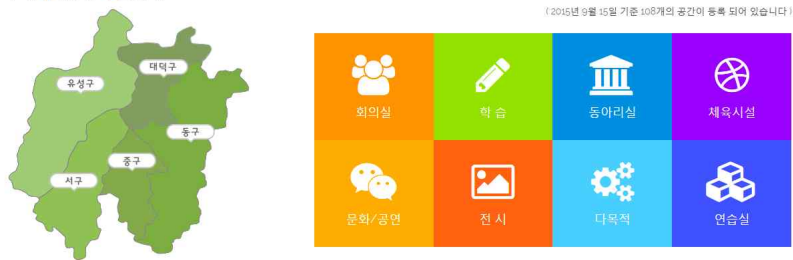 ( 2015년 9월 15일 기준 108개의 공간이 등록 되어 있습니다 )
유성구
대덕구
동구
중구
서구
회의실
학 습
동아리실
체육시설
문화/공연
전 시
다목적
연습실